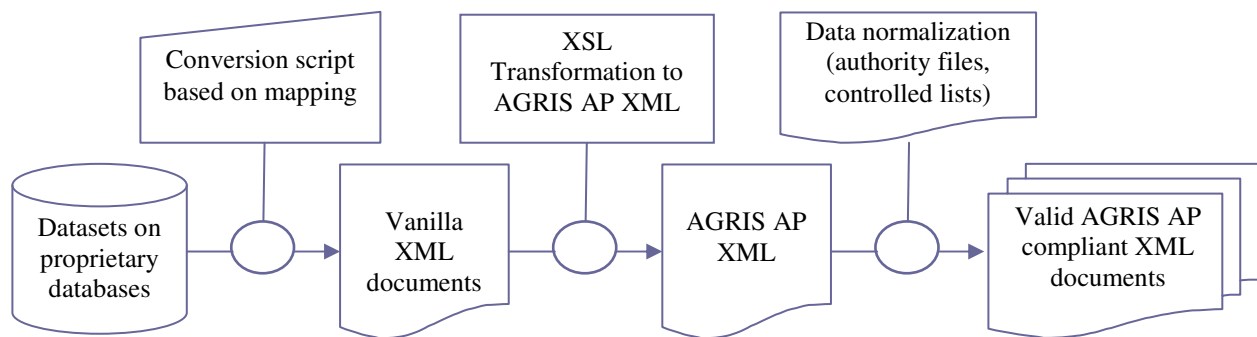 Conversion script
based on mapping
XSL
Transformation to
AGRIS AP XML
Data normalization
(authority files,
controlled lists)
Datasets on
proprietary
databases
Vanilla
XML
documents
AGRIS AP
XML
Valid AGRIS AP
compliant XML
documents